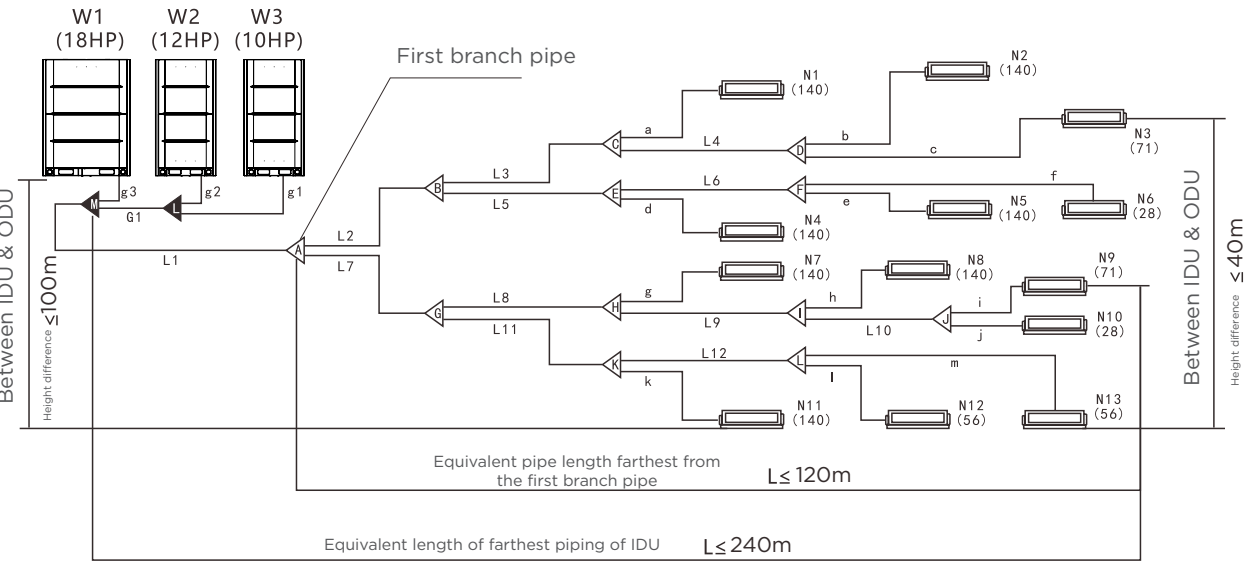 W1
(18HP)
W2
(12HP)
W3
(10HP)
First branch pipe
N1
(140)
N2
(140)
N3
(71)
a
b
c
C
L4
D
L3
B
L5
E
L6
F
f
e
d
N4
(140)
N5
(140)
N6
(28)
g3
g2
g1
M
G1
L
L1
A
L2
L7
N7
(140)
N8
(140)
N9
(71)
N10
(28)
g
h
i
j
G
L8
H
L9
I
L10
J
L11
K
L12
L
k
l
m
N11
(140)
N12
(56)
N13
(56)
Between IDU & ODU
Height difference ≤100m
Between IDU & ODU
Height difference ≤40m
Equivalent pipe length farthest from
the first branch pipe
L≤120m
Equivalent length of farthest piping of IDU L≤240m